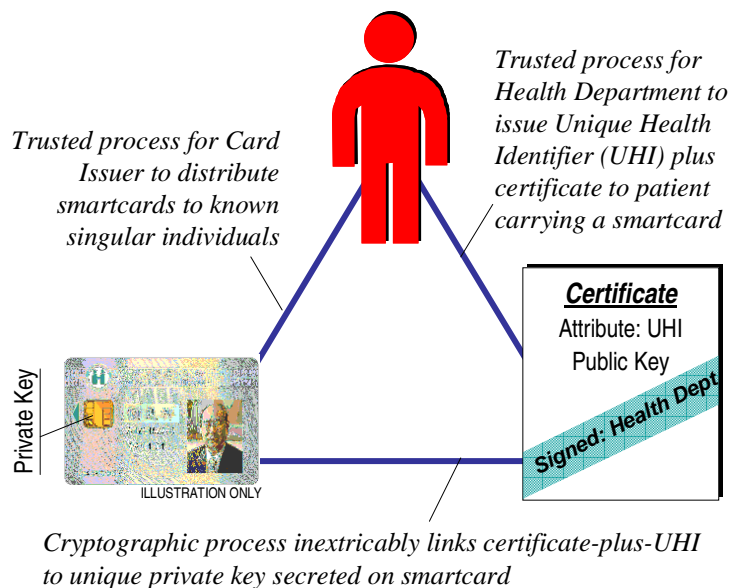 Trusted process for
Health Department to
issue Unique Health
Identifier (UHI) plus
certificate to patient
carrying a smartcard
Trusted process for Card
Issuer to distribute
smartcards to known
singular individuals
Certificate
Attribute: UHI
Public Key
Signed: Health Dept
Private Key
H
ILLUSTRATION ONLY
Cryptographic process inextricably links certificate-plus-UHI
to unique private key secreted on smartcard